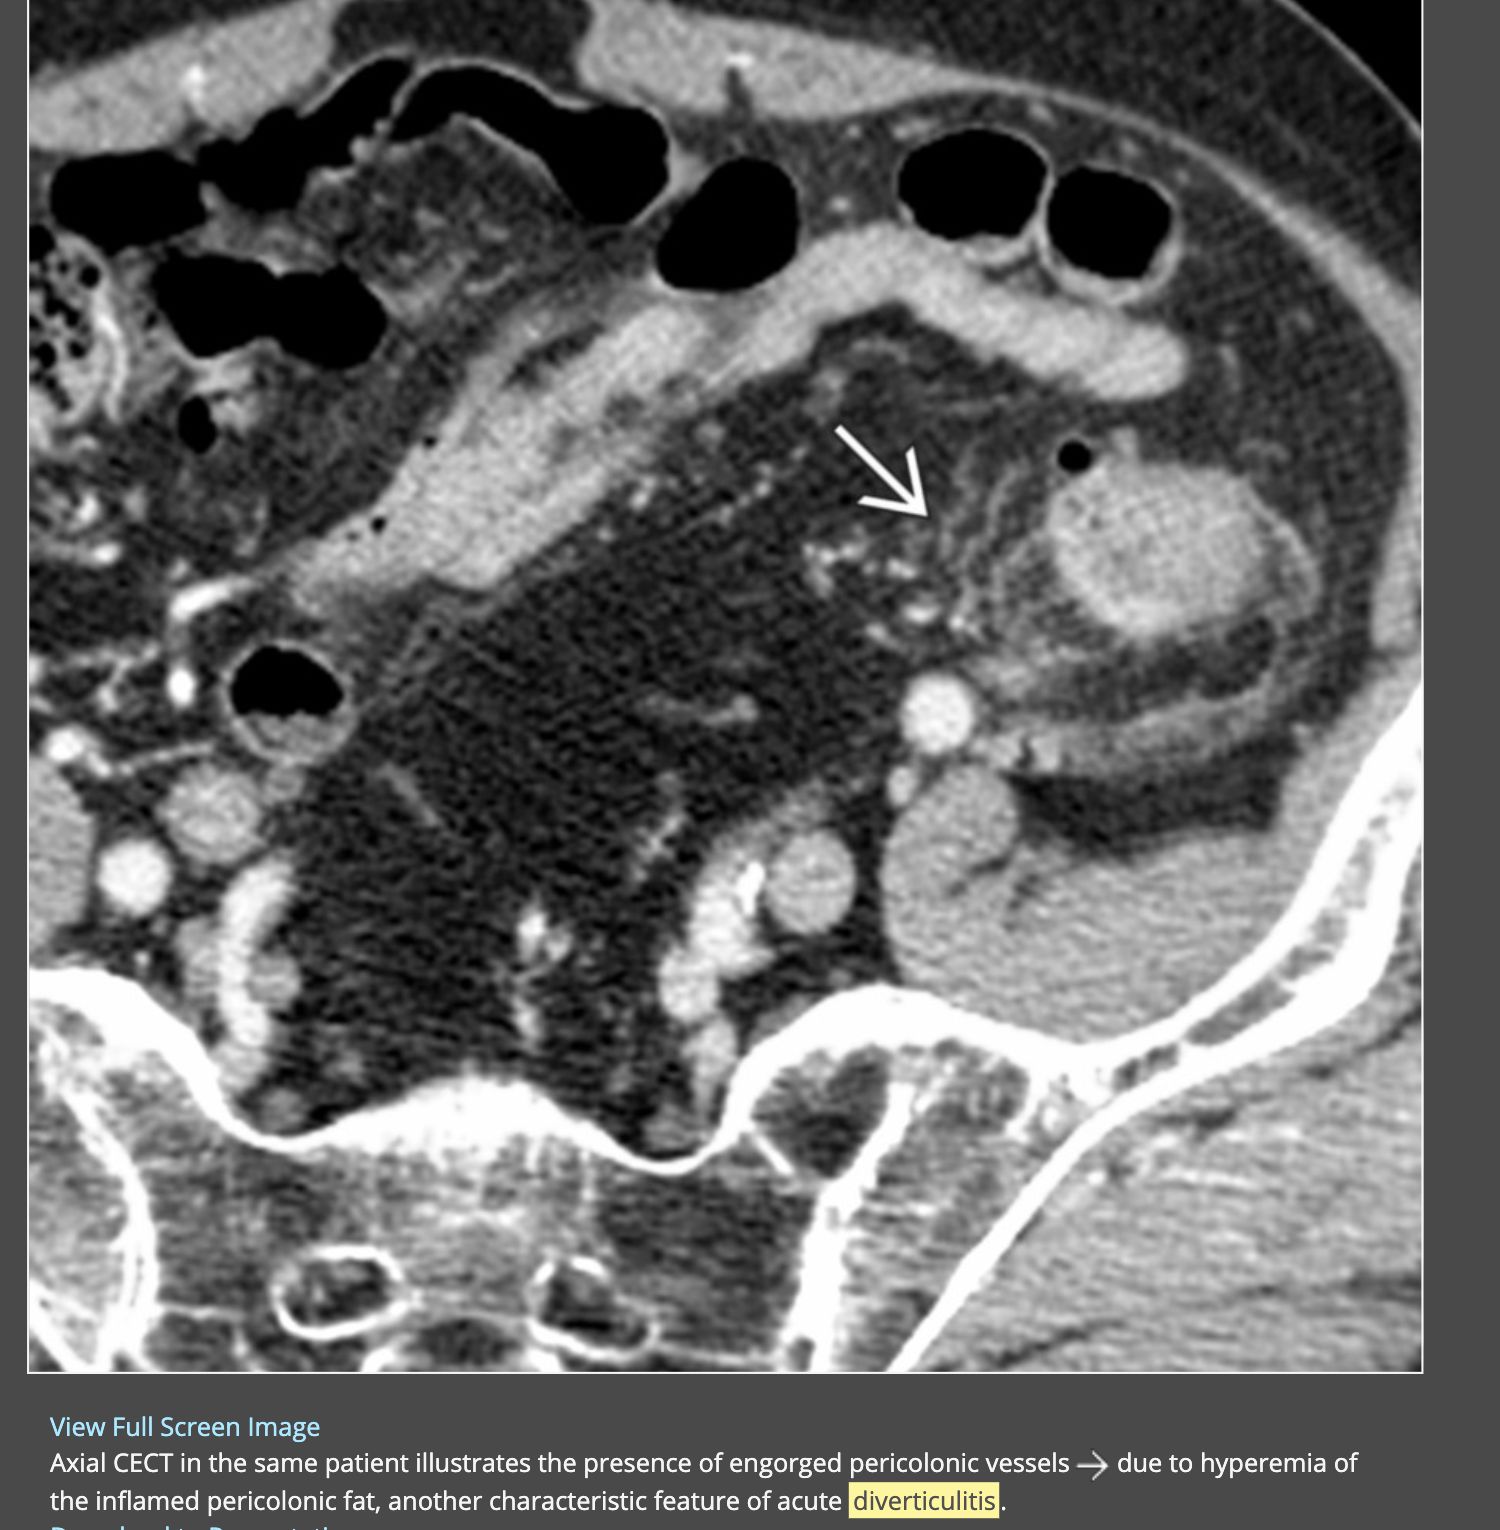 View Full Screen Image
Axial CECT in the same patient illustrates the presence of engorged pericolonic vessels → due to hyperemia of
the inflamed pericolonic fat, another characteristic feature of acute diverticulitis.